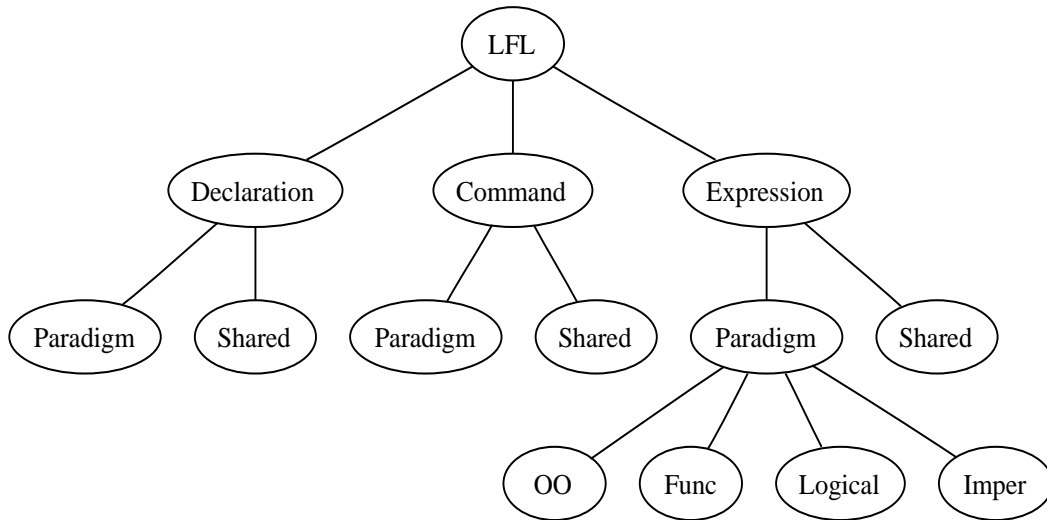 LFL
Declaration Command Expression
Paradigm Shared Paradigm Shared Paradigm Shared
OO Func Logical Imper